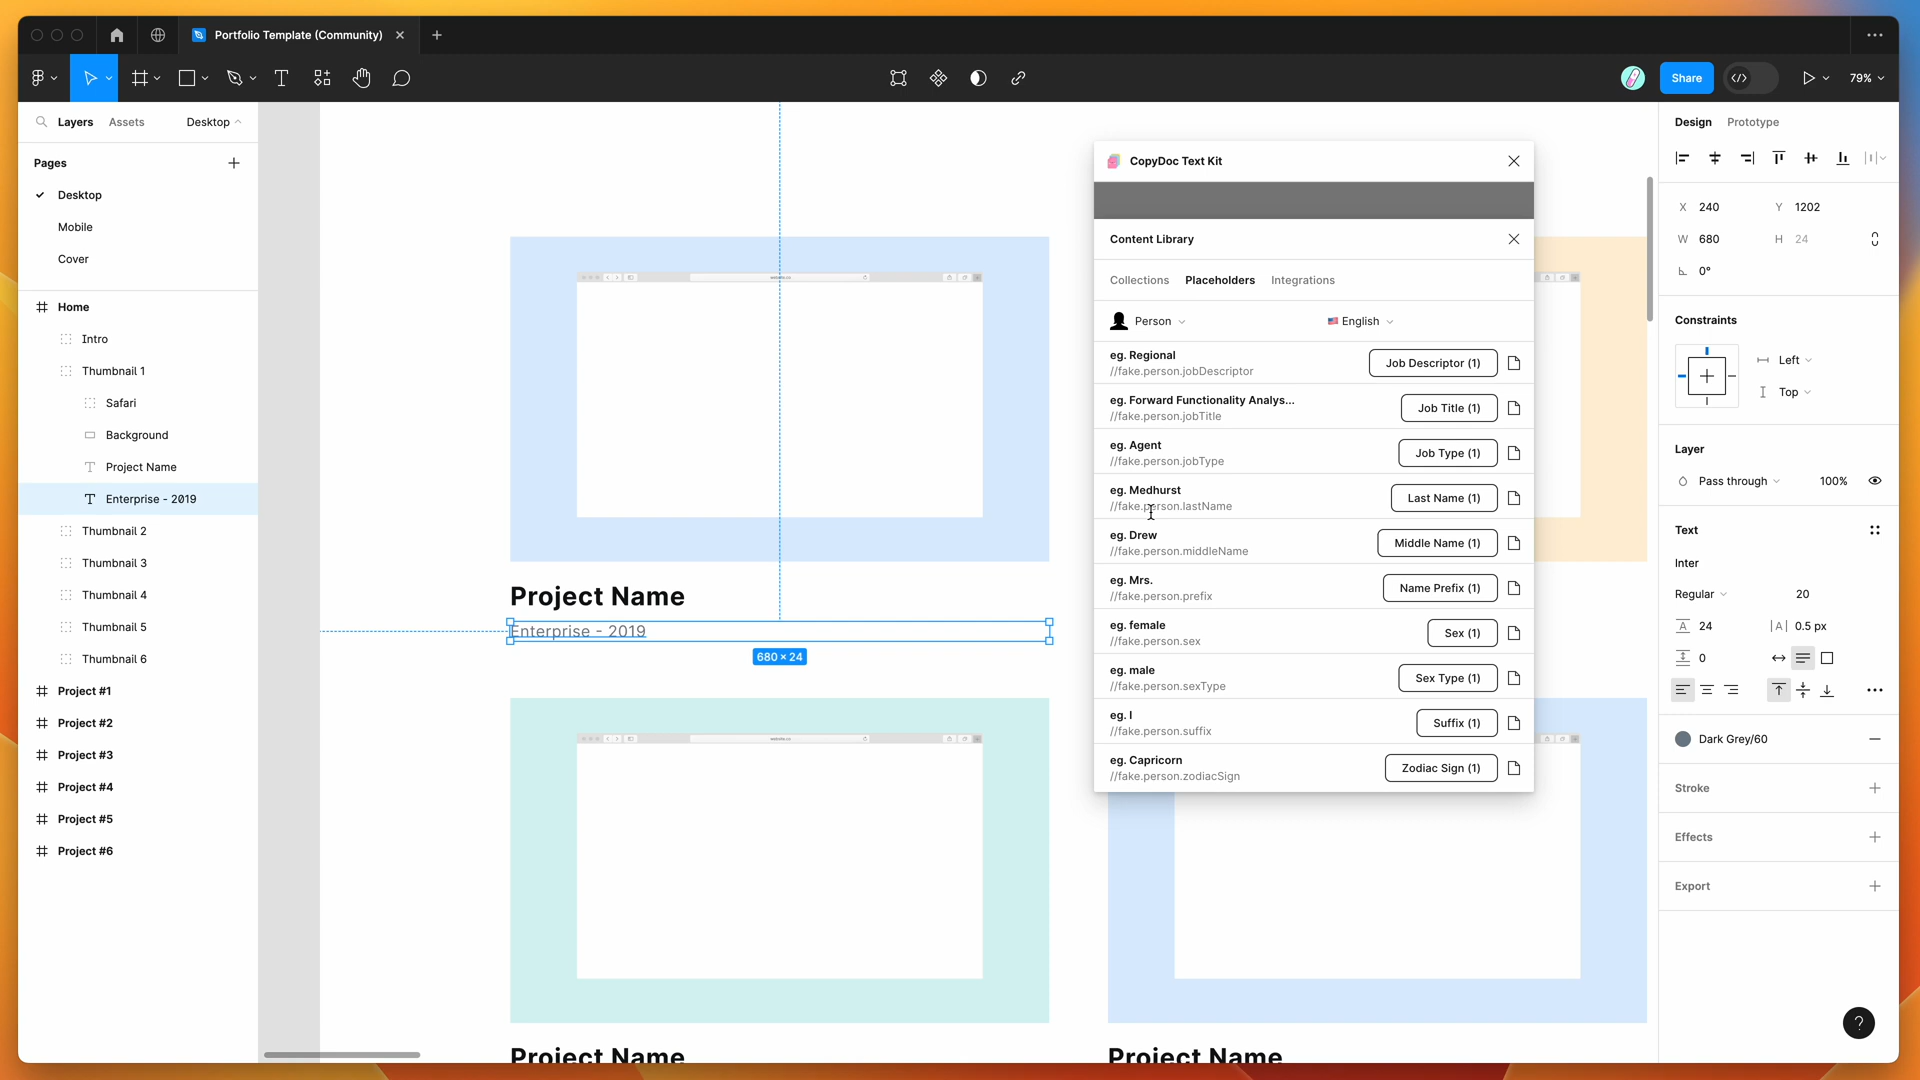 Portfolio Template (Community)
Share
79%
Layers
Assets
Desktop
Pages
Desktop
Mobile
Cover
Home
Intro
Thumbnail 1
Safari
Background
Project Name
Enterprise - 2019
Thumbnail 2
Thumbnail 3
Thumbnail 4
Thumbnail 5
Thumbnail 6
Project #1
Project #2
Project #3
Project #4
Project #5
Project #6
website.co
Project Name
Enterprise - 2019
680 × 24
website.co
Project Name
Project Name
CopyDoc Text Kit
Content Library
Collections
Placeholders
Integrations
Person
English
eg. Regional
//fake.person.jobDescriptor
Job Descriptor (1)
eg. Forward Functionality Analys...
//fake.person.jobTitle
Job Title (1)
eg. Agent
//fake.person.jobType
Job Type (1)
eg. Medhurst
//fake.person.lastName
Last Name (1)
eg. Drew
//fake.person.middleName
Middle Name (1)
eg. Mrs.
//fake.person.prefix
Name Prefix (1)
eg. female
//fake.person.sex
Sex (1)
eg. male
//fake.person.sexType
Sex Type (1)
eg. I
//fake.person.suffix
Suffix (1)
eg. Capricorn
//fake.person.zodiacSign
Zodiac Sign (1)
Design
Prototype
X 240
Y 1202
W 680
H 24
0°
Constraints
Left
Top
Layer
Pass through
100%
Text
Inter
Regular
20
24
0.5 px
0
Dark Grey/60
Stroke
Effects
Export
?